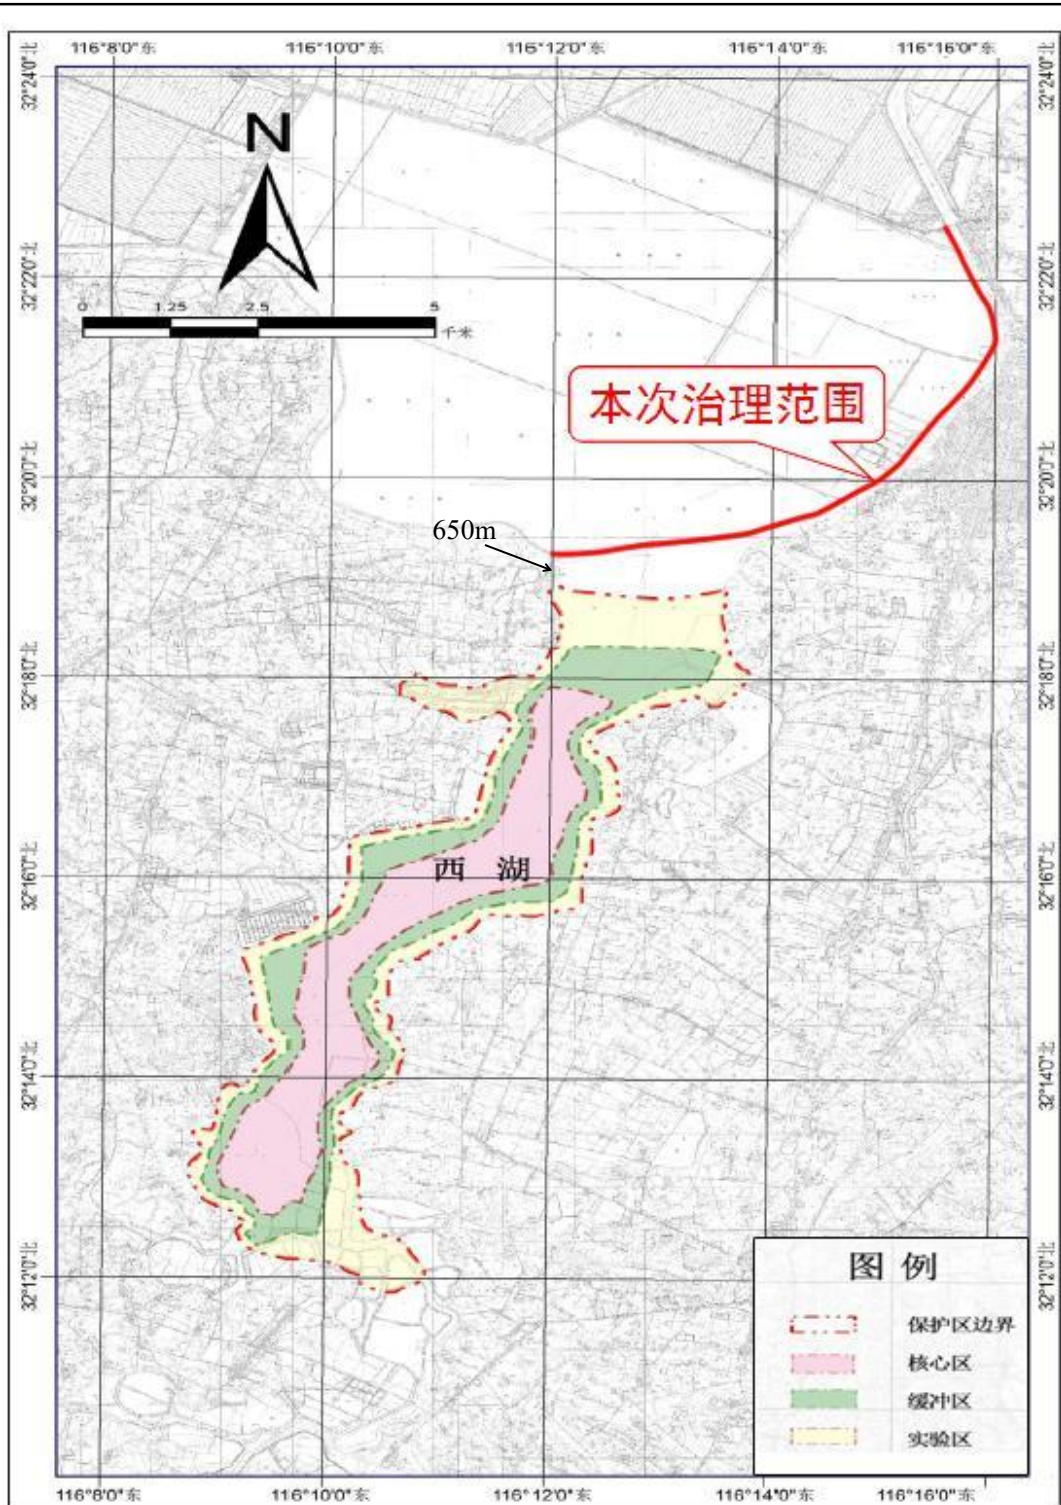 116°8'0"东 116°10'0"东 116°12'0"东 116°14'0"东 116°16'0"东
32°24'0"北 32°24'0"北
N
32°22'0"北 32°22'0"北
0 1.25 2.5 5
千米
本次治理范围
32°20'0"北 32°20'0"北
650m
32°18'0"北 32°18'0"北
西 湖
32°16'0"北 32°16'0"北
32°14'0"北 32°14'0"北
32°12'0"北 32°12'0"北
图 例
保护区边界
核心区
缓冲区
实验区
116°8'0"东 116°10'0"东 116°12'0"东 116°14'0"东 116°16'0"东